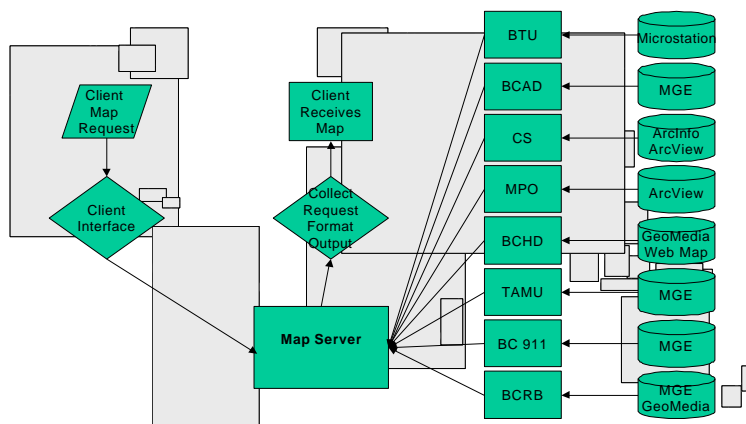 Client
Map
Request
Client
Interface
Client
Receives
Map
Collect
Request
Format
Output
Map Server
BTU
Microstation
BCAD
MGE
CS
ArcInfo
ArcView
MPO
ArcView
BCHD
GeoMedia
Web Map
TAMU
MGE
BC 911
MGE
BCRB
MGE
GeoMedia